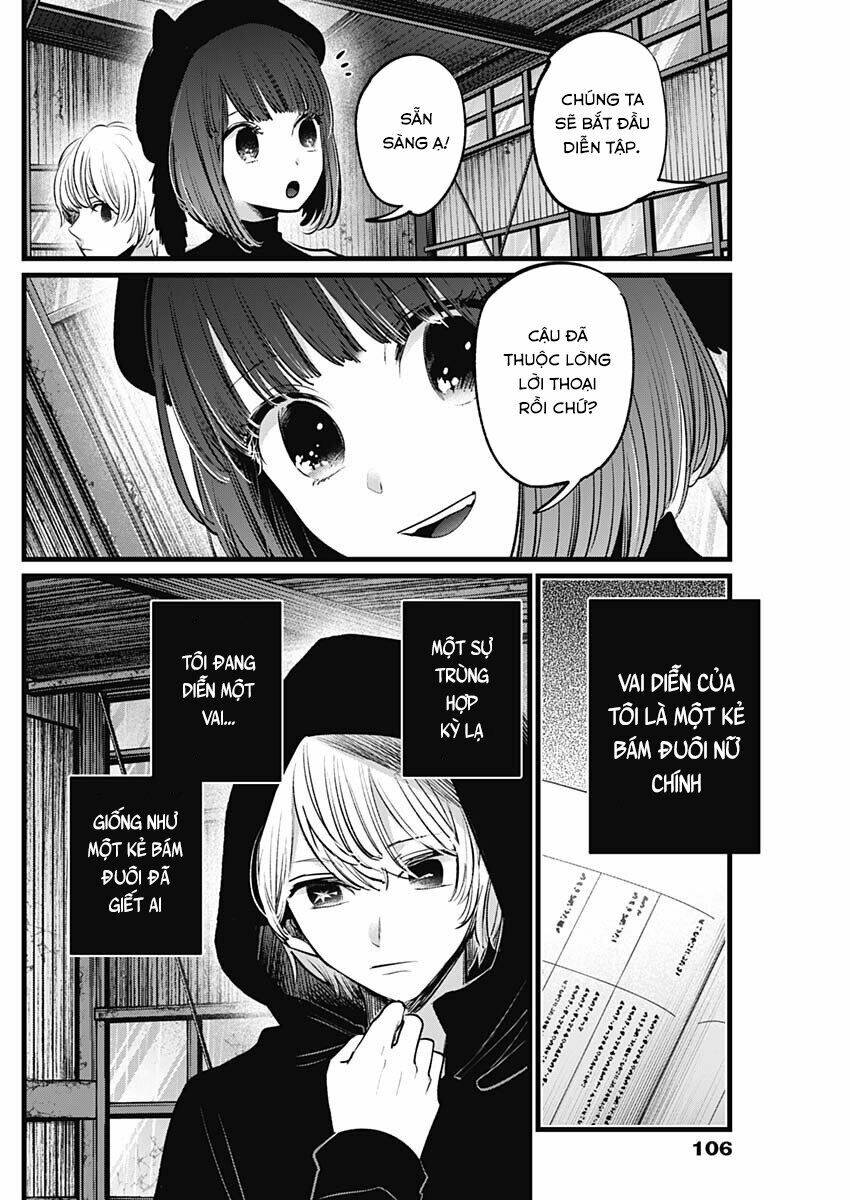 CHÚNG TA
SẼ BẮT ĐẦU
DIỄN TẬP.
SẴN
SÀNG Ạ!
CẬU ĐÃ
THUỘC LÒNG
LỜI THOẠI
RỒI CHỨ?
VAI DIỄN CỦA
TÔI LÀ MỘT KẺ
BÁM ĐUÔI NỮ
CHÍNH
MỘT SỰ
TRÙNG
HỢP
KỲ LẠ
TÔI ĐANG
DIỄN MỘT
VAI...
GIỐNG NHƯ
MỘT KẺ BÁM
ĐUÔI ĐÃ
GIẾT AI
106